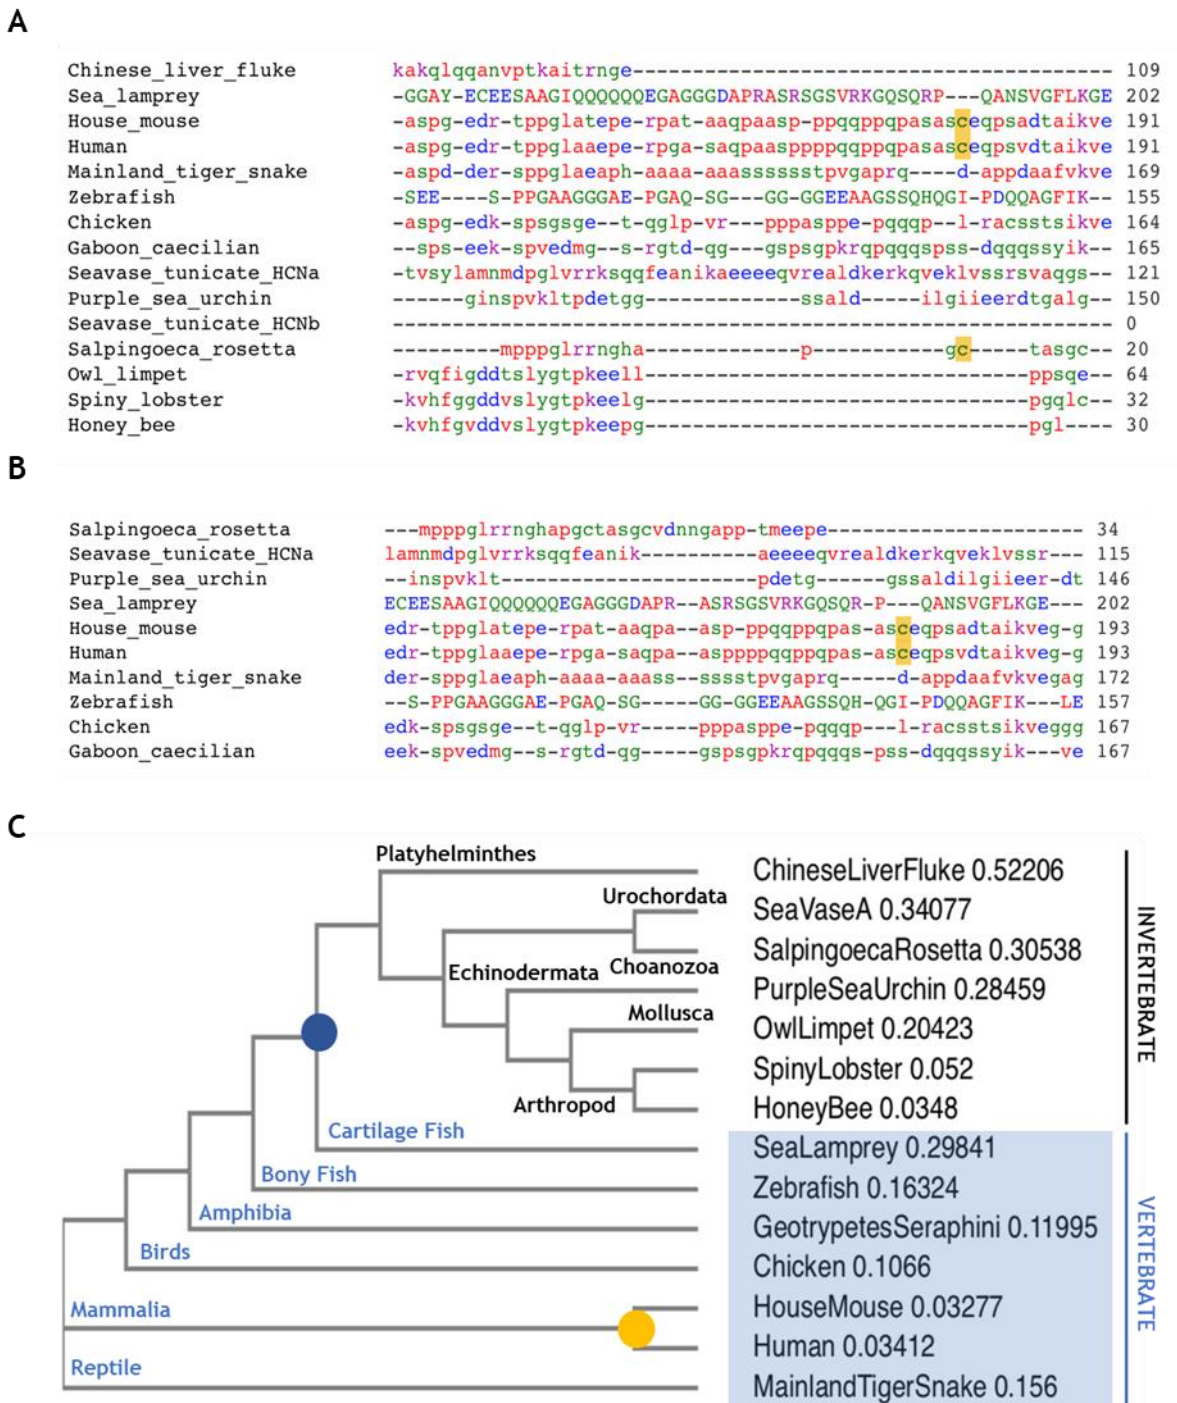 A
Chinese_liver_fluke kakqlqqanvptkaitrnge----------------------------------------------- 109
Sea_lamprey -GGAY-ECEESAAGIQQQQQQEGAGGGDAPRASRSGSVRKGQSQRP---QANSVGFLKGE 202
House_mouse -aspg-edr-tppglatepe-rpat-aaqpaasp-ppqqppqpasasceqpsadtaikve 191
Human -aspg-edr-tppglaaepe-rpga-saqpaasppppqqppqpasasceqpsvdtaikve 191
Mainland_tiger_snake -aspd-der-sppglaeaph-aaaa-aaasssssstpvgaprq----d-appdaafvkve 169
Zebrafish -SEE----S-PPGAAGGGAE-PGAQ-SG---GG-GGEEAAGSSQHQGI-PDQQAGFIK-- 155
Chicken -aspg-edk-spsgsge--t-qglp-vr---pppasppe-pqqqp--l-racsstsikve 164
Gaboon_caecilian --sps-eek-spvedmg--s-rgtd-qg---gspsgpkrqpqqqspss-dqqqssyik-- 165
Seavase_tunicate_HCNa -tvsylamnmdpglvrrksqqfeanikaeeeeqvrealdkerkqveklvssrsvaqgs-- 121
Purple_sea_urchin ------ginspvkltpdetgg-------------ssald-----ilgiieerdtgalg-- 150
Seavase_tunicate_HCNb ------------------------------------------------------------ 0
Salpingoeca_rosetta ---------mpppglrrngha-------------p-----------gc-----tasgc-- 20
Owl_limpet -rvqfigddtslygtpkeell--------------------------------ppsqe-- 64
Spiny_lobster -kvhfggddvslygtpkeelg--------------------------------pgqlc-- 32
Honey_bee -kvhfgvddvslygtpkeepg--------------------------------pgl---- 30
B
Salpingoeca_rosetta ---mpppglrrnghapgctasgcvdnngapp-tmeepe---------------------- 34
Seavase_tunicate_HCNa lamnmdpglvrrksqqfeanik----------aeeeeqvrealdkerkqveklvssr--- 115
Purple_sea_urchin --inspvklt----------------------pdetg------gssaldilgiieer-dt 146
Sea_lamprey ECEESAAGIQQQQQQEGAGGGDAPR--ASRSGSVRKGQSQR-P---QANSVGFLKGE--- 202
House_mouse edr-tppglatepe-rpat-aaqpa--asp-ppqqppqpas-asceqpsadtaikveg-g 193
Human edr-tppglaaepe-rpga-saqpa--asppppqqppqpas-asceqpsvdtaikveg-g 193
Mainland_tiger_snake der-sppglaeaph-aaaa-aaass--sssstpvgaprq-----d-appdaafvkvegag 172
Zebrafish --S-PPGAAGGGAE-PGAQ-SG-----GG-GGEEAAGSSQH-QGI-PDQQAGFIK---LE 157
Chicken edk-spsgsge--t-qglp-vr-----pppasppe-pqqqp---l-racsstsikveggg 167
Gaboon_caecilian eek-spvedmg--s-rgtd-qg-----gspsgpkrqpqqqs-pss-dqqqssyik---ve 167
C
Platyhelminthes
ChineseLiverFluke 0.52206
Urochordata
SeaVaseA 0.34077
SalpingoecaRosetta 0.30538
Choanozoa
Echinodermata
PurpleSeaUrchin 0.28459
Mollusca
OwlLimpet 0.20423
SpinyLobster 0.052
Arthropod
HoneyBee 0.0348
INVERTEBRATE
Cartilage Fish
SeaLamprey 0.29841
Bony Fish
Zebrafish 0.16324
Amphibia
GeotrypetesSeraphini 0.11995
Birds
Chicken 0.1066
Mammalia
HouseMouse 0.03277
Human 0.03412
Reptile
MainlandTigerSnake 0.156
VERTEBRATE